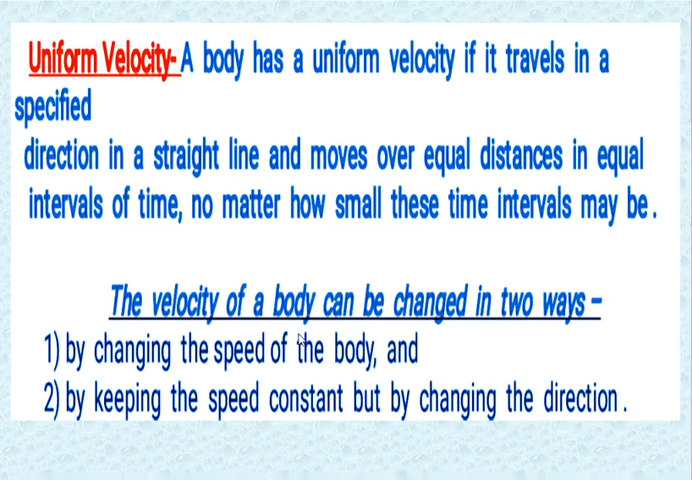 Uniform Velocity- A body has a uniform velocity if it travels in a
specified
direction in a straight line and moves over equal distances in equal
intervals of time, no matter how small these time intervals may be .
The velocity of a body can be changed in two ways –
1) by changing the speed of the body, and
2) by keeping the speed constant but by changing the direction .